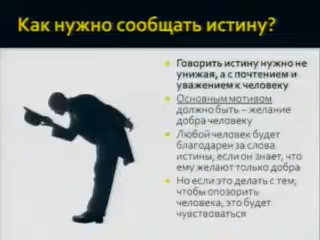 Как нужно сообщать истину?
Говорить истину нужно не
унижая, а с почтением и
уважением к человеку
Основным мотивом
должно быть – желание
добра человеку
Любой человек будет
благодарен за слова
истины, если он знает, что
ему желают только добра
Но если это делать с тем,
чтобы опозорить
человека, это будет
чувствоваться